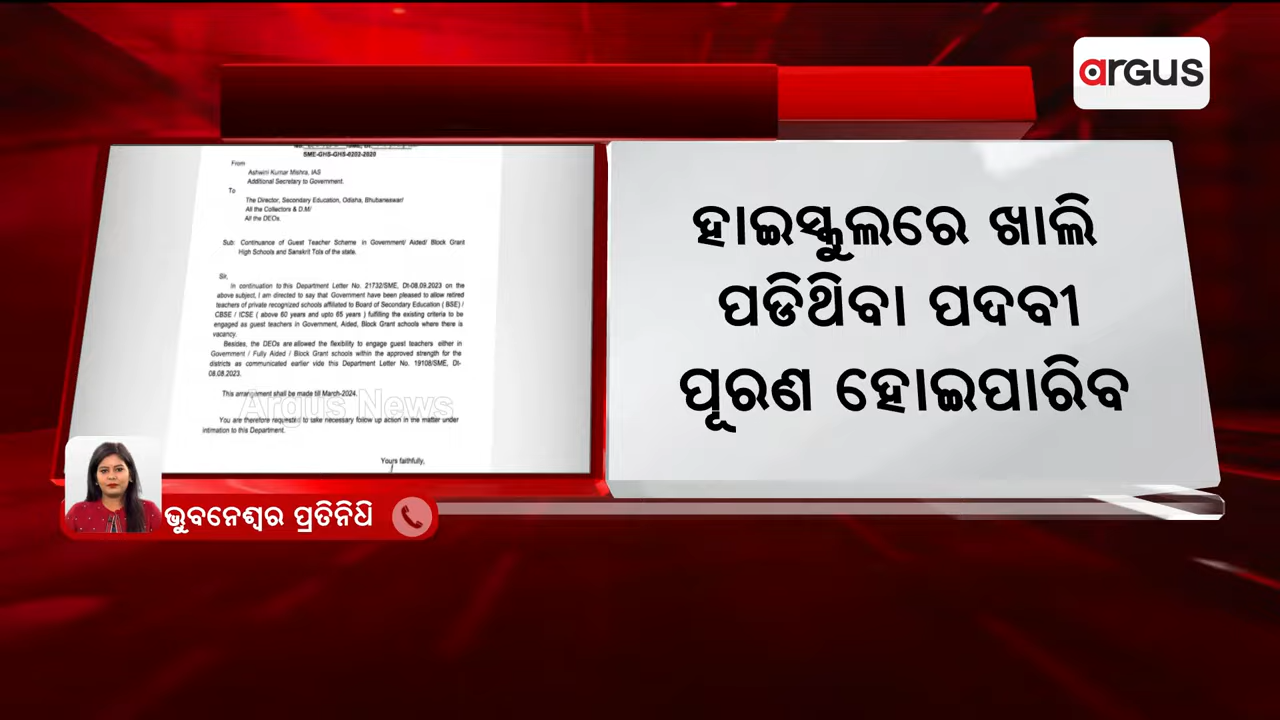 argus
SME-GHS-GHS-0202-2020
From
Ashwini Kumar Mishra, IAS
Additional Secretary to Government.
To
The Director, Secondary Education, Odisha, Bhubaneswar/
All the Collectors & D.M/
All the DEOs.
Sub: Continuance of Guest Teacher Scheme in Government/ Aided/ Block Grant
High Schools and Sanskrit Tols of the state.
Sir,
In continuation to this Department Letter No. 21732/SME, Dt-08.09.2023 on the
above subject, I am directed to say that Government have been pleased to allow retired
teachers of private recognized schools affiliated to Board of Secondary Education ( BSE) /
CBSE / ICSE ( above 60 years and upto 65 years ) fulfilling the existing criteria to be
engaged as guest teachers in Government, Aided, Block Grant schools where there is
vacancy.
Besides, the DEOs are allowed the flexibility to engage guest teachers either in
Government / Fully Aided / Block Grant schools within the approved strength for the
districts as communicated earlier vide this Department Letter No. 19108/SME, Dt-
08.08.2023.
This arrangement shall be made till March-2024.
Argus News
You are therefore requested to take necessary follow up action in the matter under
intimation to this Department.
Yours faithfully,
ହାଇସ୍କୁଲରେ ଖାଲି
ପଡିଥିବା ପଦବୀ
ପୂରଣ ହୋଇପାରିବ
ଭୁବନେଶ୍ୱର ପ୍ରତିନିଧି